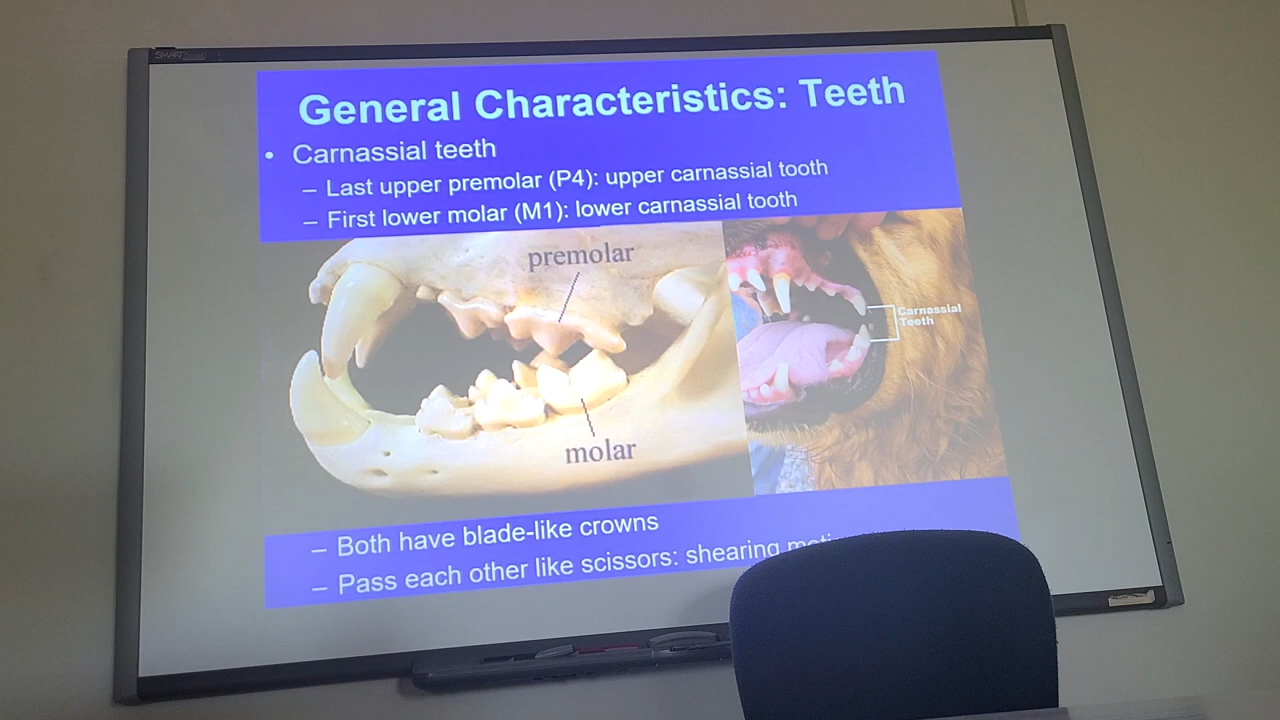 SMART
General Characteristics: Teeth
• Carnassial teeth
– Last upper premolar (P4): upper carnassial tooth
– First lower molar (M1): lower carnassial tooth
premolar
Carnassial
Teeth
molar
– Both have blade-like crowns
– Pass each other like scissors: shearing